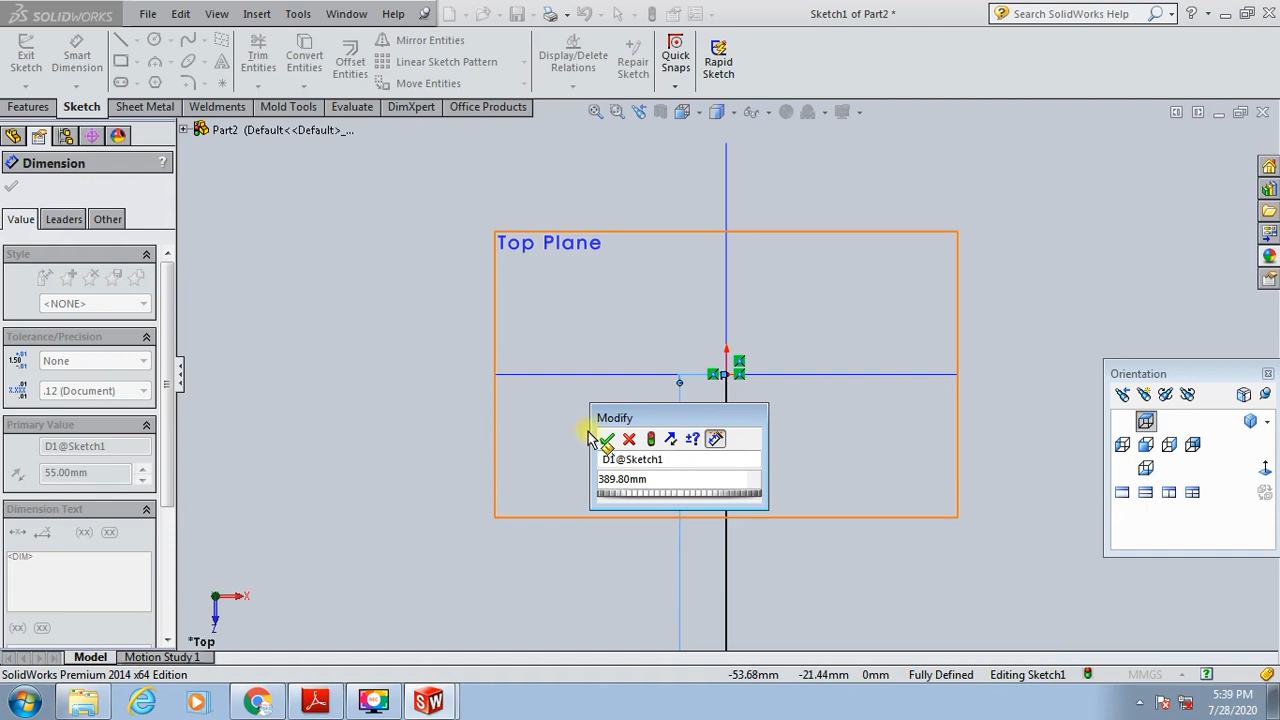 SOLIDWORKS
File
Edit
View
Insert
Tools
Window
Help
Sketch1 of Part2 *
Search SolidWorks Help
Exit
Sketch
Smart
Dimension
Trim
Entities
Convert
Entities
Offset
Entities
Mirror Entities
Linear Sketch Pattern
Move Entities
Display/Delete
Relations
Repair
Sketch
Quick
Snaps
Rapid
Sketch
Features
Sketch
Sheet Metal
Weldments
Mold Tools
Evaluate
DimXpert
Office Products
Part2 (Default<<Default>_...
Dimension
?
Value
Leaders
Other
Style
<NONE>
Tolerance/Precision
None
.12 (Document)
Primary Value
D1@Sketch1
55.00mm
Dimension Text
<DIM>
(xx)
(xx)
(xx)
(xx)
Top Plane
Modify
±?
D1@Sketch1
389.80mm
Orientation
X
Z
*Top
Model
Motion Study 1
SolidWorks Premium 2014 x64 Edition
-53.68mm
-21.44mm
0mm
Fully Defined
Editing Sketch1
MMGS
?
5:39 PM
7/28/2020